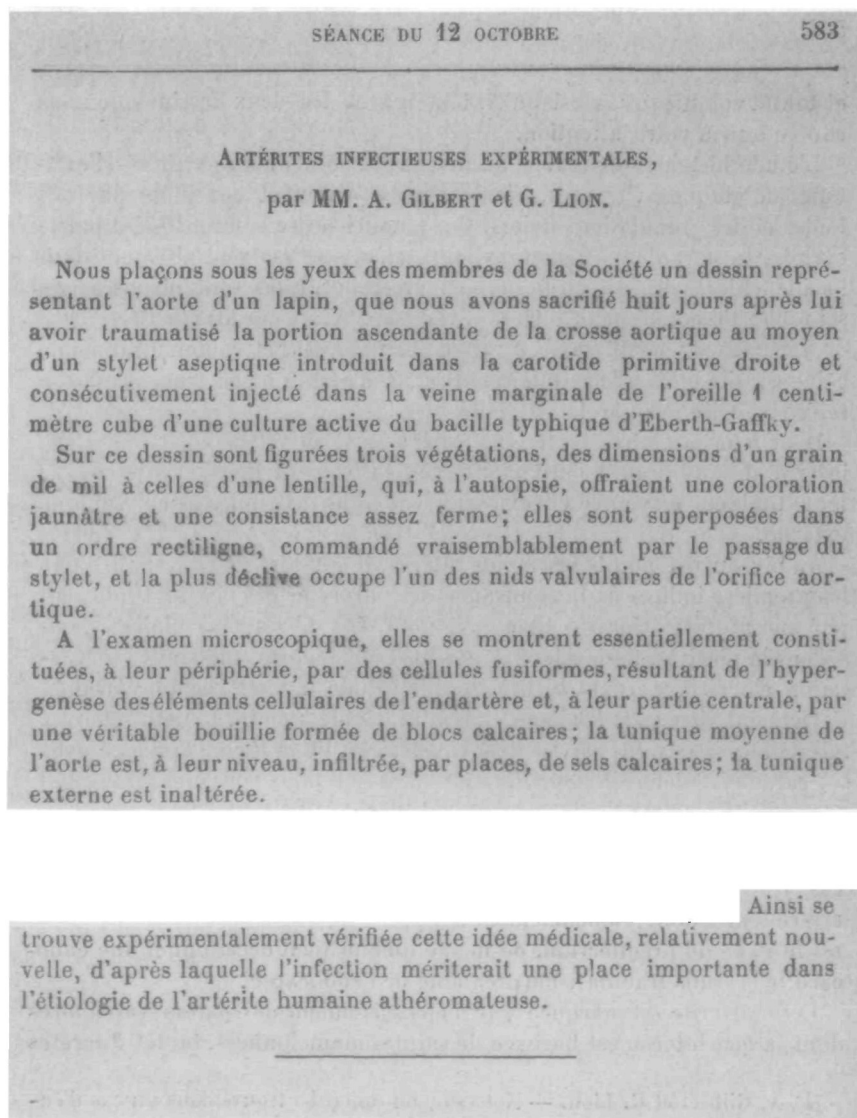 SÉANCE DU 12 OCTOBRE 583
ARTÉRITES INFECTIEUSES EXPÉRIMENTALES,
par MM. A. GILBERT et G. LION.
Nous plaçons sous les yeux des membres de la Société un dessin repré-
sentant l'aorte d'un lapin, que nous avons sacrifié huit jours après lui
avoir traumatisé la portion ascendante de la crosse aortique au moyen
d'un stylet aseptique introduit dans la carotide primitive droite et
consécutivement injecté dans la veine marginale de l'oreille 1 centi-
mètre cube d'une culture active du bacille typhique d'Eberth-Gaffky.
Sur ce dessin sont figurées trois végétations, des dimensions d'un grain
de mil à celles d'une lentille, qui, à l'autopsie, offraient une coloration
jaunâtre et une consistance assez ferme; elles sont superposées dans
un ordre rectiligne, commandé vraisemblablement par le passage du
stylet, et la plus déclive occupe l'un des nids valvulaires de l'orifice aor-
tique.
A l'examen microscopique, elles se montrent essentiellement consti-
tuées, à leur périphérie, par des cellules fusiformes, résultant de l'hyper-
genèse des éléments cellulaires de l'endartère et, à leur partie centrale, par
une véritable bouillie formée de blocs calcaires; la tunique moyenne de
l'aorte est, à leur niveau, infiltrée, par places, de sels calcaires; la tunique
externe est inaltérée.
Ainsi se
trouve expérimentalement vérifiée cette idée médicale, relativement nou-
velle, d'après laquelle l'infection mériterait une place importante dans
l'étiologie de l'artérite humaine athéromateuse.